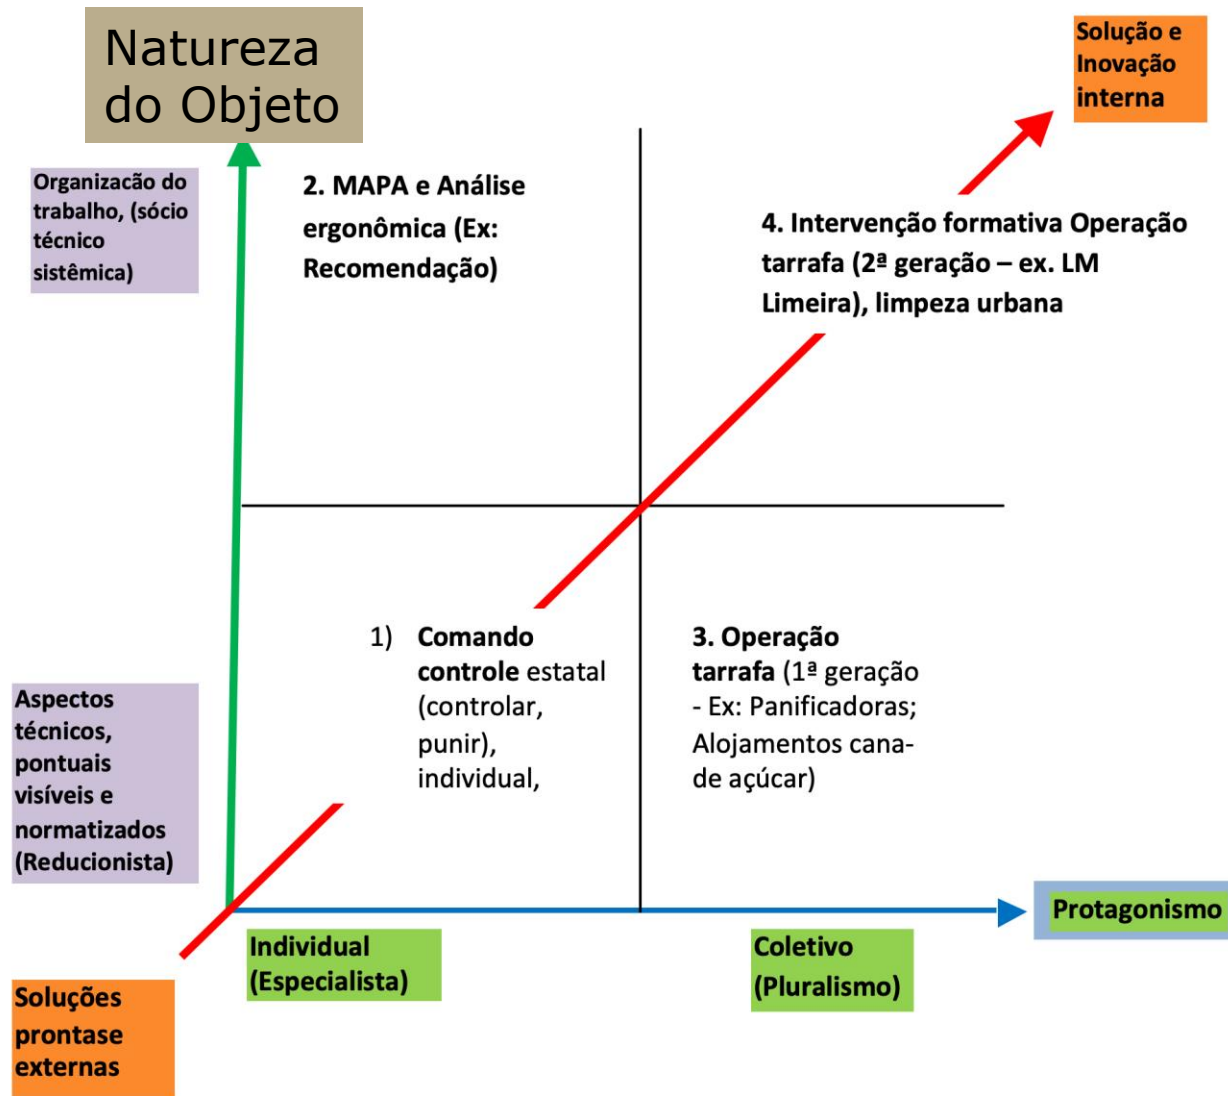 Natureza
do Objeto
Solução e
Inovação
interna
Organizacão do
trabalho, (sócio
técnico
sistêmica)
2. MAPA e Análise
ergonômica (Ex:
Recomendação)
4. Intervenção formativa Operação
tarrafa (2ª geração – ex. LM
Limeira), limpeza urbana
1) Comando
controle estatal
(controlar,
punir),
individual,
3. Operação
tarrafa (1ª geração
- Ex: Panificadoras;
Alojamentos cana-
de açúcar)
Aspectos
técnicos,
pontuais
visíveis e
normatizados
(Reducionista)
Protagonismo
Individual
(Especialista)
Coletivo
(Pluralismo)
Soluções
prontase
externas